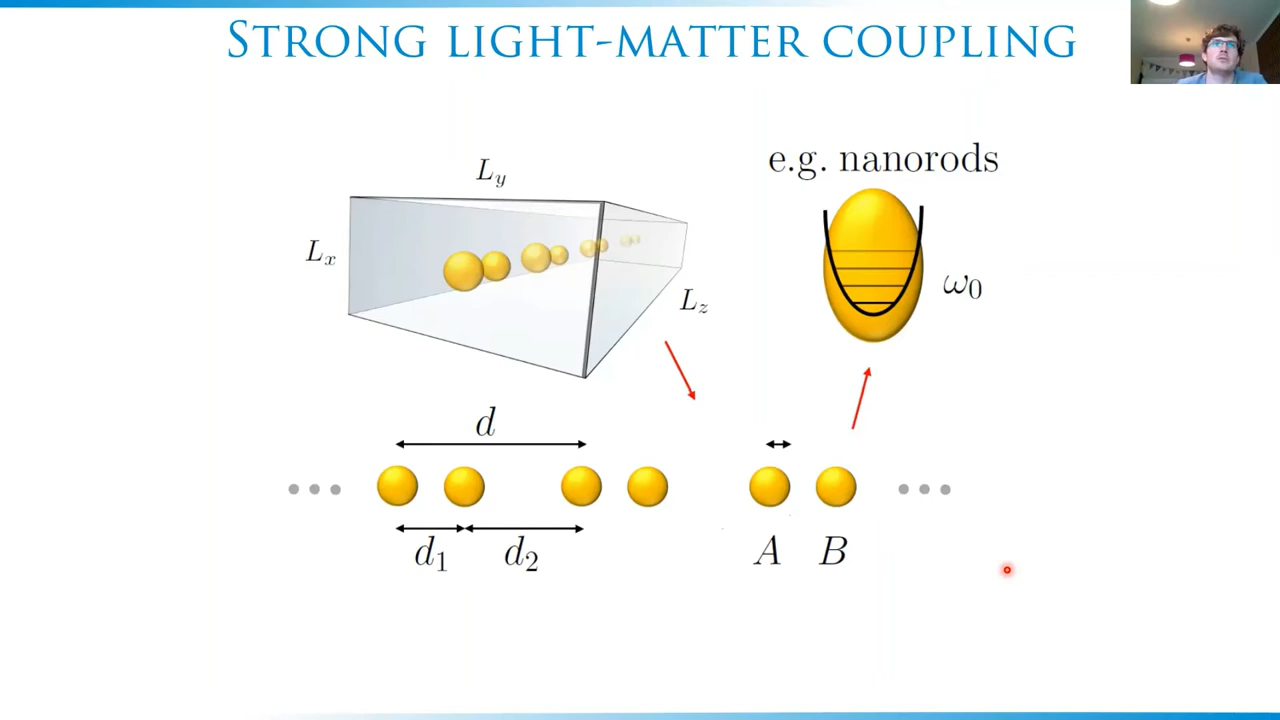 STRONG LIGHT-MATTER COUPLING
e.g. nanorods
L_y
L_x
L_z
ω_0
d
d_1
d_2
A
B